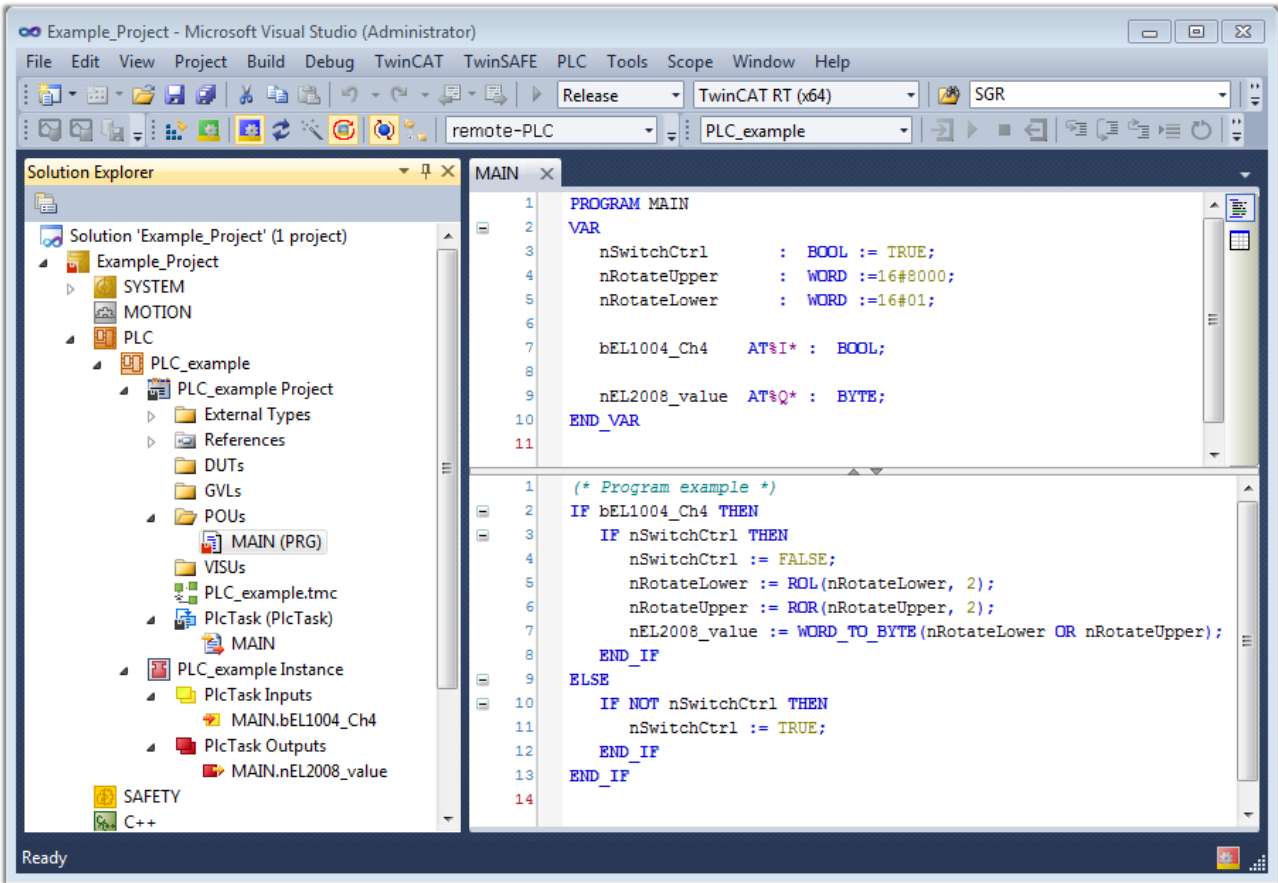 Example_Project - Microsoft Visual Studio (Administrator)
File Edit View Project Build Debug TwinCAT TwinSAFE PLC Tools Scope Window Help
Release TwinCAT RT (x64) SGR
remote-PLC PLC_example
Solution Explorer
Solution 'Example_Project' (1 project)
Example_Project
SYSTEM
MOTION
PLC
PLC_example
PLC_example Project
External Types
References
DUTs
GVLs
POUs
MAIN (PRG)
VISUs
PLC_example.tmc
PlcTask (PlcTask)
MAIN
PLC_example Instance
PlcTask Inputs
MAIN.bEL1004_Ch4
PlcTask Outputs
MAIN.nEL2008_value
SAFETY
C++
MAIN
1 PROGRAM MAIN
2 VAR
3 nSwitchCtrl : BOOL := TRUE;
4 nRotateUpper : WORD :=16#8000;
5 nRotateLower : WORD :=16#01;
6
7 bEL1004_Ch4 AT%I* : BOOL;
8
9 nEL2008_value AT%Q* : BYTE;
10 END_VAR
11
1 (* Program example *)
2 IF bEL1004_Ch4 THEN
3 IF nSwitchCtrl THEN
4 nSwitchCtrl := FALSE;
5 nRotateLower := ROL(nRotateLower, 2);
6 nRotateUpper := ROR(nRotateUpper, 2);
7 nEL2008_value := WORD_TO_BYTE(nRotateLower OR nRotateUpper);
8 END_IF
9 ELSE
10 IF NOT nSwitchCtrl THEN
11 nSwitchCtrl := TRUE;
12 END_IF
13 END_IF
14
Ready